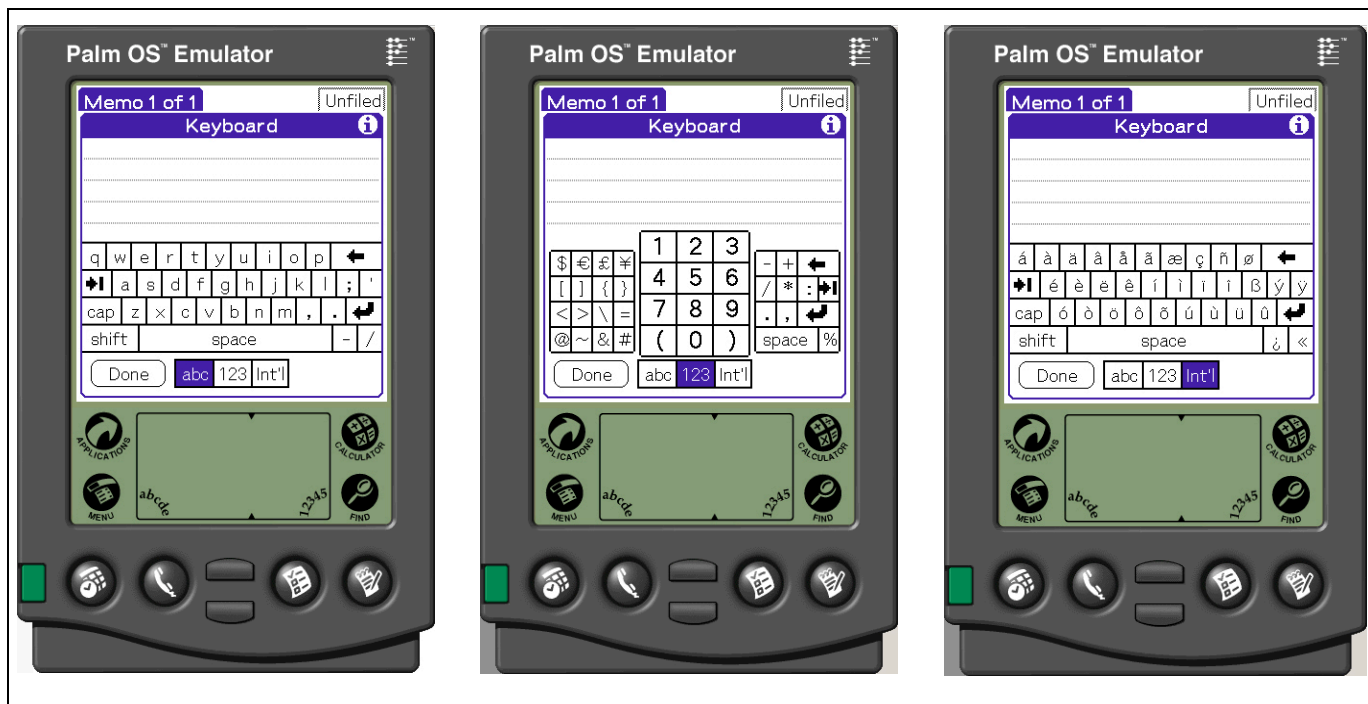 Palm OS™ Emulator
Memo 1 of 1 Unfiled
Keyboard i
q w e r t y u i o p
a s d f g h j k l ; '
cap z x c v b n m , .
shift space - /
Done abc 123 Int'l
APPLICATIONS CALCULATOR
abcde 12345
MENU FIND
Palm OS™ Emulator
Memo 1 of 1 Unfiled
Keyboard i
1 2 3
$ € £ ¥ - +
4 5 6
[ ] { } / * :
7 8 9
< > \ = . ,
@ ~ & # ( 0 ) space %
Done abc 123 Int'l
APPLICATIONS CALCULATOR
abcde 12345
MENU FIND
Palm OS™ Emulator
Memo 1 of 1 Unfiled
Keyboard i
á à ä â å ã æ ç ñ ø
é è ë ê í ì ï î ß ý ÿ
cap ó ò ö ô õ ú ù ü û
shift space ¿ «
Done abc 123 Int'l
APPLICATIONS CALCULATOR
abcde 12345
MENU FIND